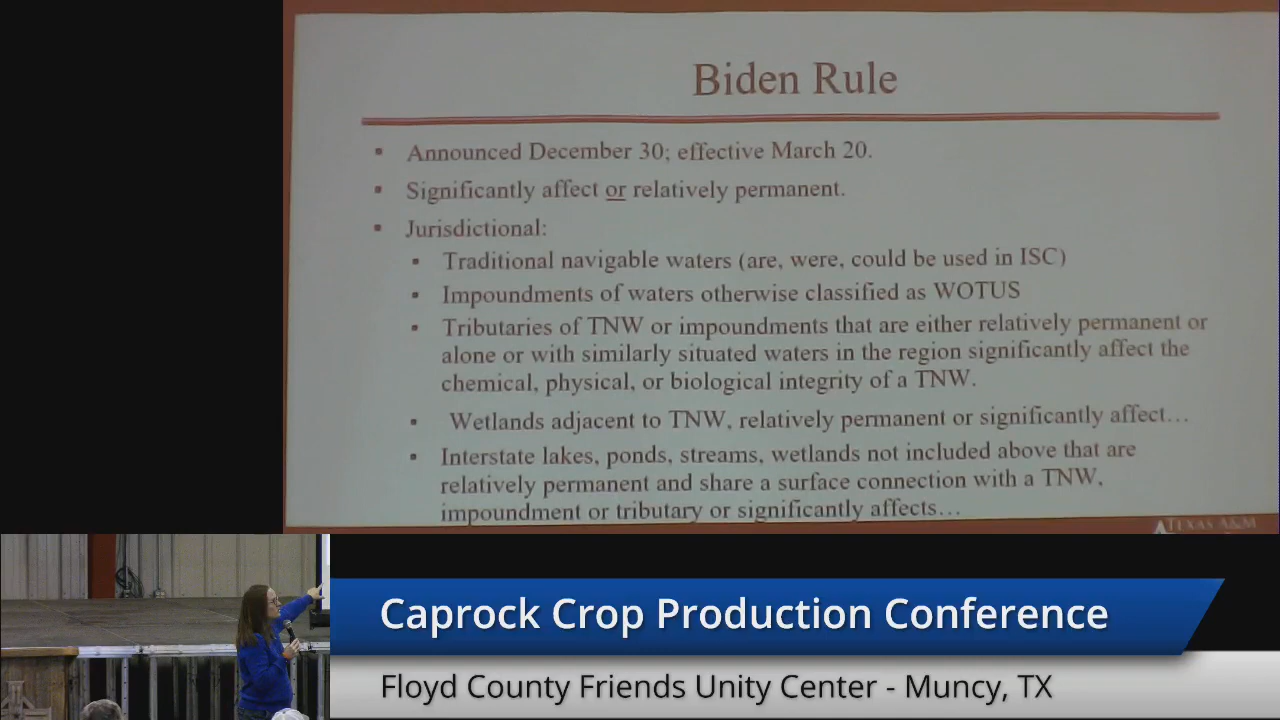 Biden Rule
Announced December 30; effective March 20.
Significantly affect or relatively permanent.
Jurisdictional:
Traditional navigable waters (are, were, could be used in ISC)
Impoundments of waters otherwise classified as WOTUS
Tributaries of TNW or impoundments that are either relatively permanent or
alone or with similarly situated waters in the region significantly affect the
chemical, physical, or biological integrity of a TNW.
Wetlands adjacent to TNW, relatively permanent or significantly affect…
Interstate lakes, ponds, streams, wetlands not included above that are
relatively permanent and share a surface connection with a TNW,
impoundment or tributary or significantly affects…
TEXAS A&M
Caprock Crop Production Conference
Floyd County Friends Unity Center - Muncy, TX